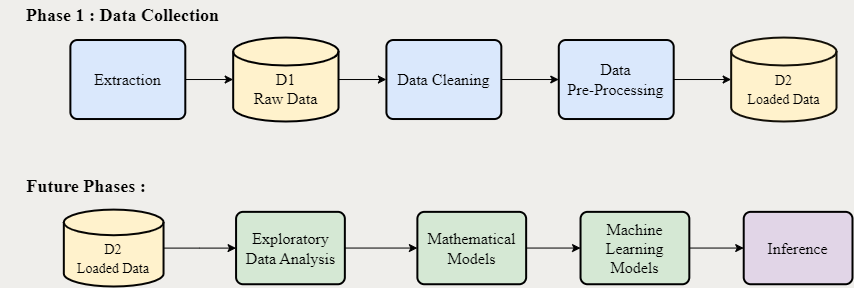 Phase 1 : Data Collection
Extraction
D1
Raw Data
Data Cleaning
Data
Pre-Processing
D2
Loaded Data
Future Phases :
D2
Loaded Data
Exploratory
Data Analysis
Mathematical
Models
Machine
Learning
Models
Inference